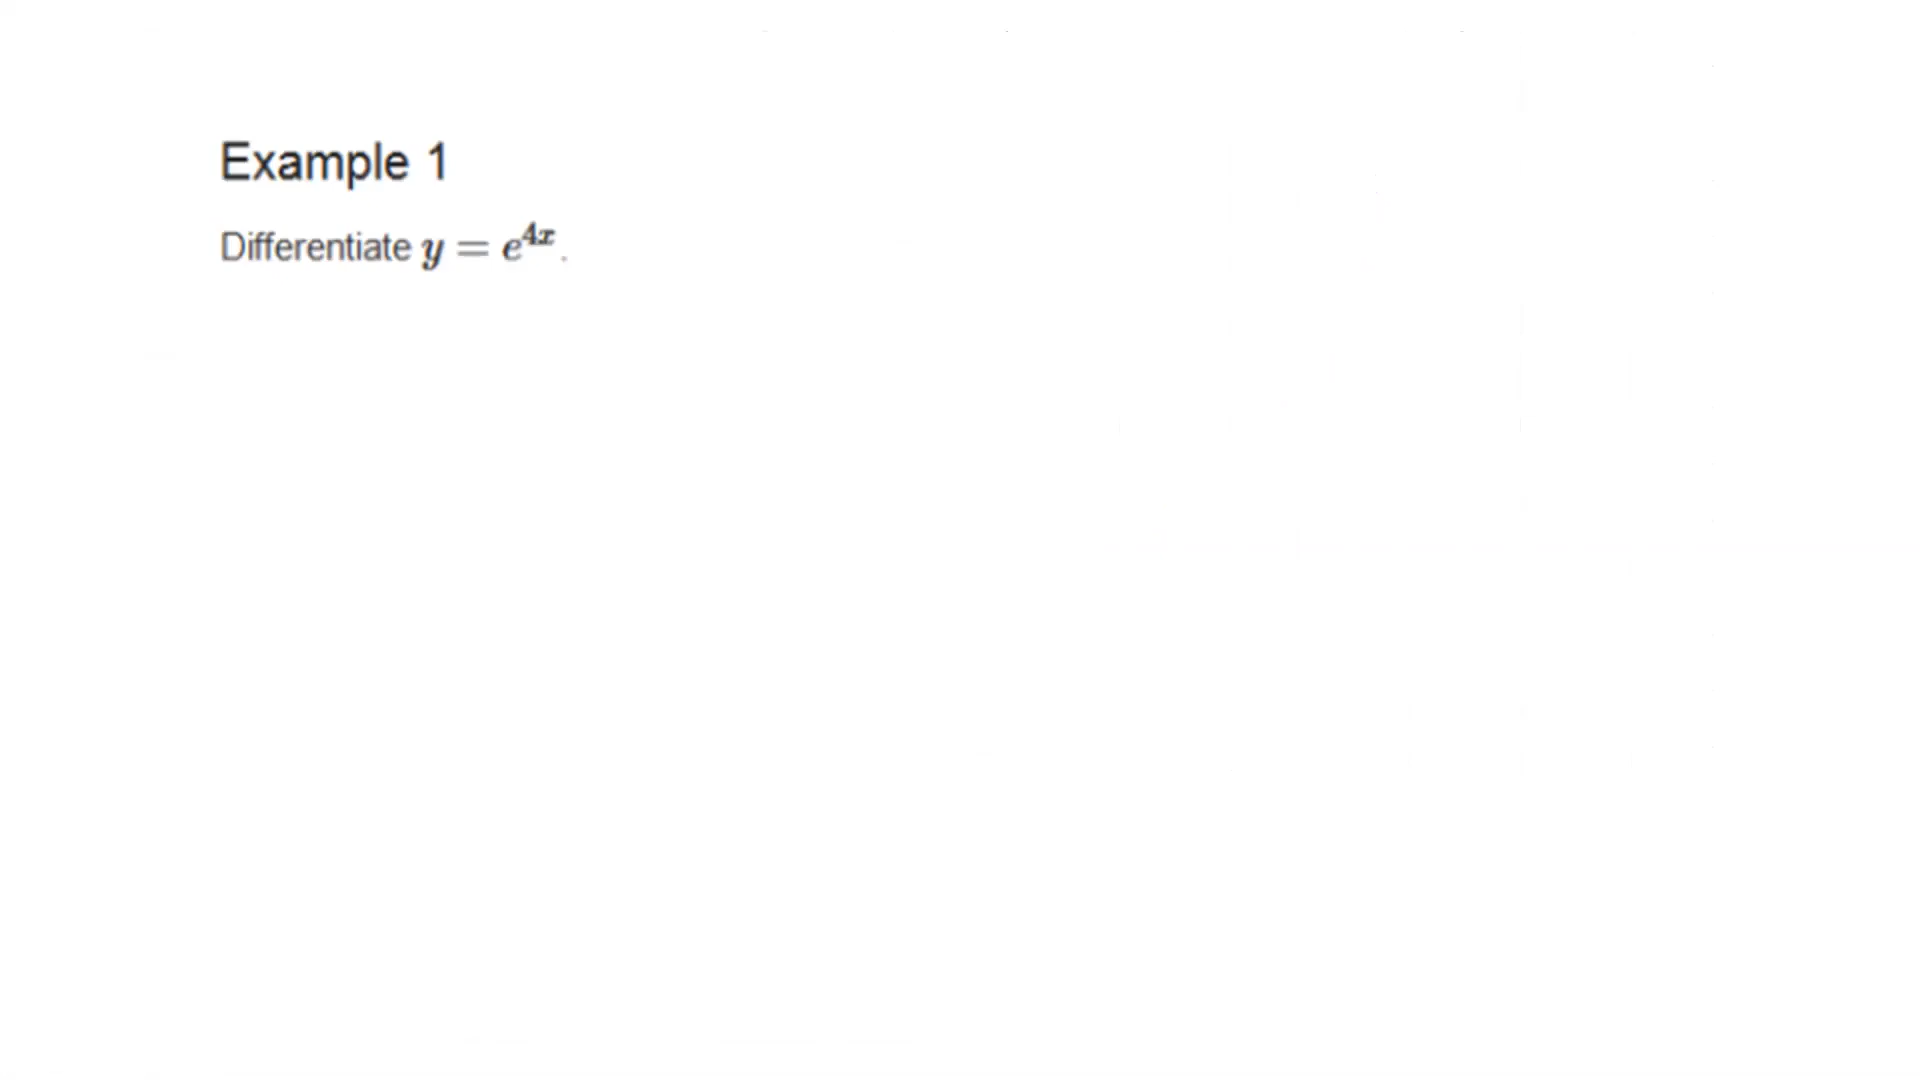 Example 1
Differentiate y = e^{4x}.